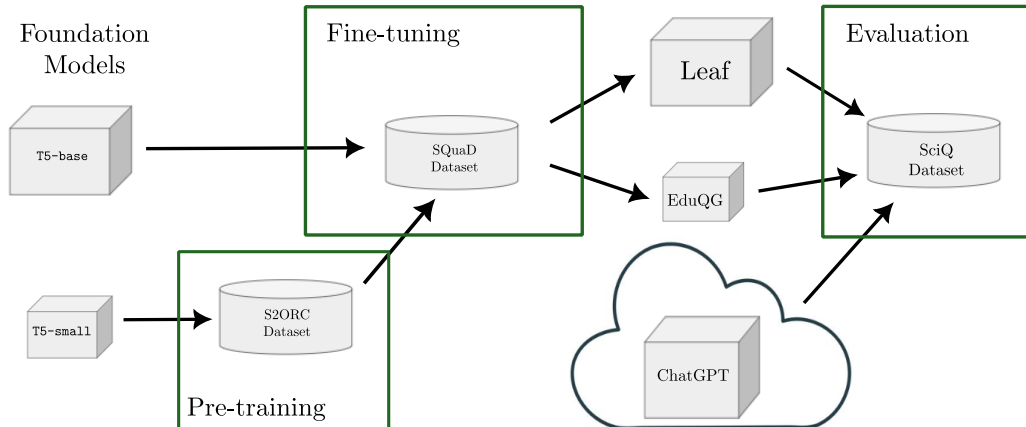 Foundation
Models
Fine-tuning
Evaluation
Leaf
T5-base
SQuaD
Dataset
SciQ
Dataset
EduQG
T5-small
S2ORC
Dataset
ChatGPT
Pre-training